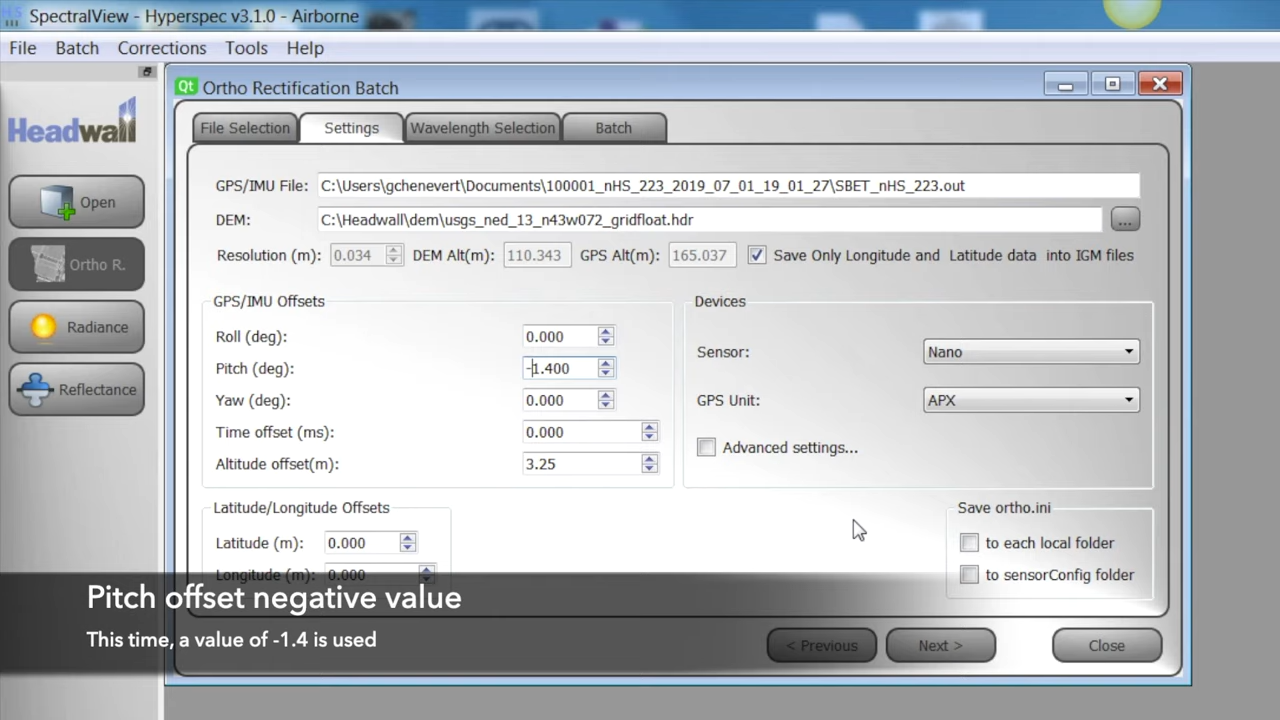 SpectralView - Hyperspec v3.1.0 - Airborne
File Batch Corrections Tools Help
Qt Ortho Rectification Batch
Headwall
File Selection Settings Wavelength Selection Batch
Open
Ortho R.
Radiance
Reflectance
GPS/IMU File: C:\Users\gchenevert\Documents\100001_nHS_223_2019_07_01_19_01_27\SBET_nHS_223.out
DEM: C:\Headwall\dem\usgs_ned_13_n43w072_gridfloat.hdr ...
Resolution (m): 0.034 DEM Alt(m): 110.343 GPS Alt(m): 165.037 Save Only Longitude and Latitude data into IGM files
GPS/IMU Offsets
Roll (deg): 0.000
Pitch (deg): -1.400
Yaw (deg): 0.000
Time offset (ms): 0.000
Altitude offset(m): 3.25
Devices
Sensor: Nano
GPS Unit: APX
Advanced settings...
Latitude/Longitude Offsets
Latitude (m): 0.000
Longitude (m): 0.000
Save ortho.ini
to each local folder
to sensorConfig folder
Pitch offset negative value
This time, a value of -1.4 is used
< Previous Next > Close